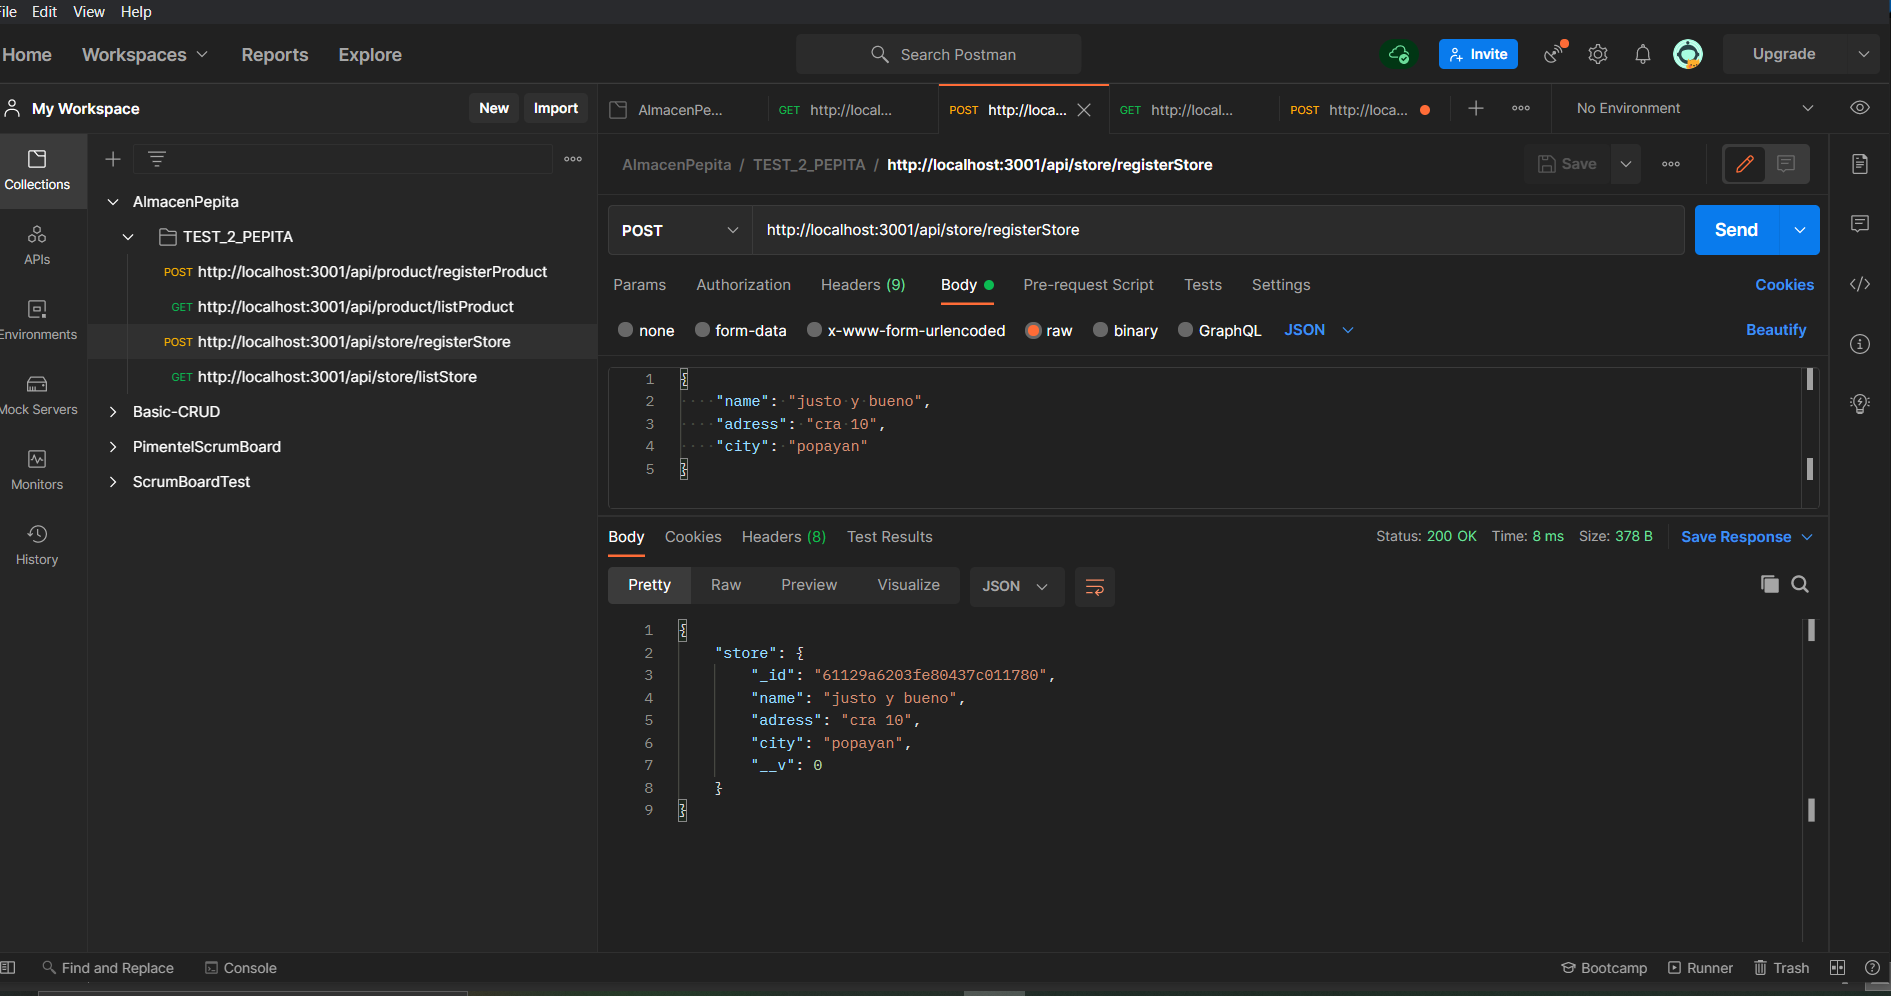 File Edit View Help
Home Workspaces Reports Explore Search Postman Invite Upgrade
My Workspace New Import
AlmacenPe... GET http://local... POST http://loca... GET http://local... POST http://loca... No Environment
Collections
APIs
Environments
Mock Servers
Monitors
History
AlmacenPepita
TEST_2_PEPITA
POST http://localhost:3001/api/product/registerProduct
GET http://localhost:3001/api/product/listProduct
POST http://localhost:3001/api/store/registerStore
GET http://localhost:3001/api/store/listStore
Basic-CRUD
PimentelScrumBoard
ScrumBoardTest
AlmacenPepita / TEST_2_PEPITA / http://localhost:3001/api/store/registerStore Save
POST http://localhost:3001/api/store/registerStore Send
Params Authorization Headers (9) Body Pre-request Script Tests Settings Cookies
none form-data x-www-form-urlencoded raw binary GraphQL JSON Beautify
1 {
2 "name": "justo y bueno",
3 "adress": "cra 10",
4 "city": "popayan"
5 }
Body Cookies Headers (8) Test Results Status: 200 OK Time: 8 ms Size: 378 B Save Response
Pretty Raw Preview Visualize JSON
1 {
2 "store": {
3 "_id": "61129a6203fe80437c011780",
4 "name": "justo y bueno",
5 "adress": "cra 10",
6 "city": "popayan",
7 "__v": 0
8 }
9 }
Find and Replace Console Bootcamp Runner Trash